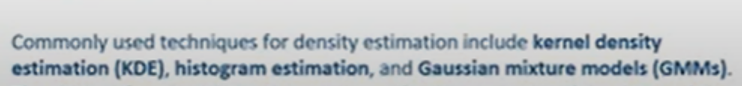 Commonly used techniques for density estimation include kernel density
estimation (KDE), histogram estimation, and Gaussian mixture models (GMMs).